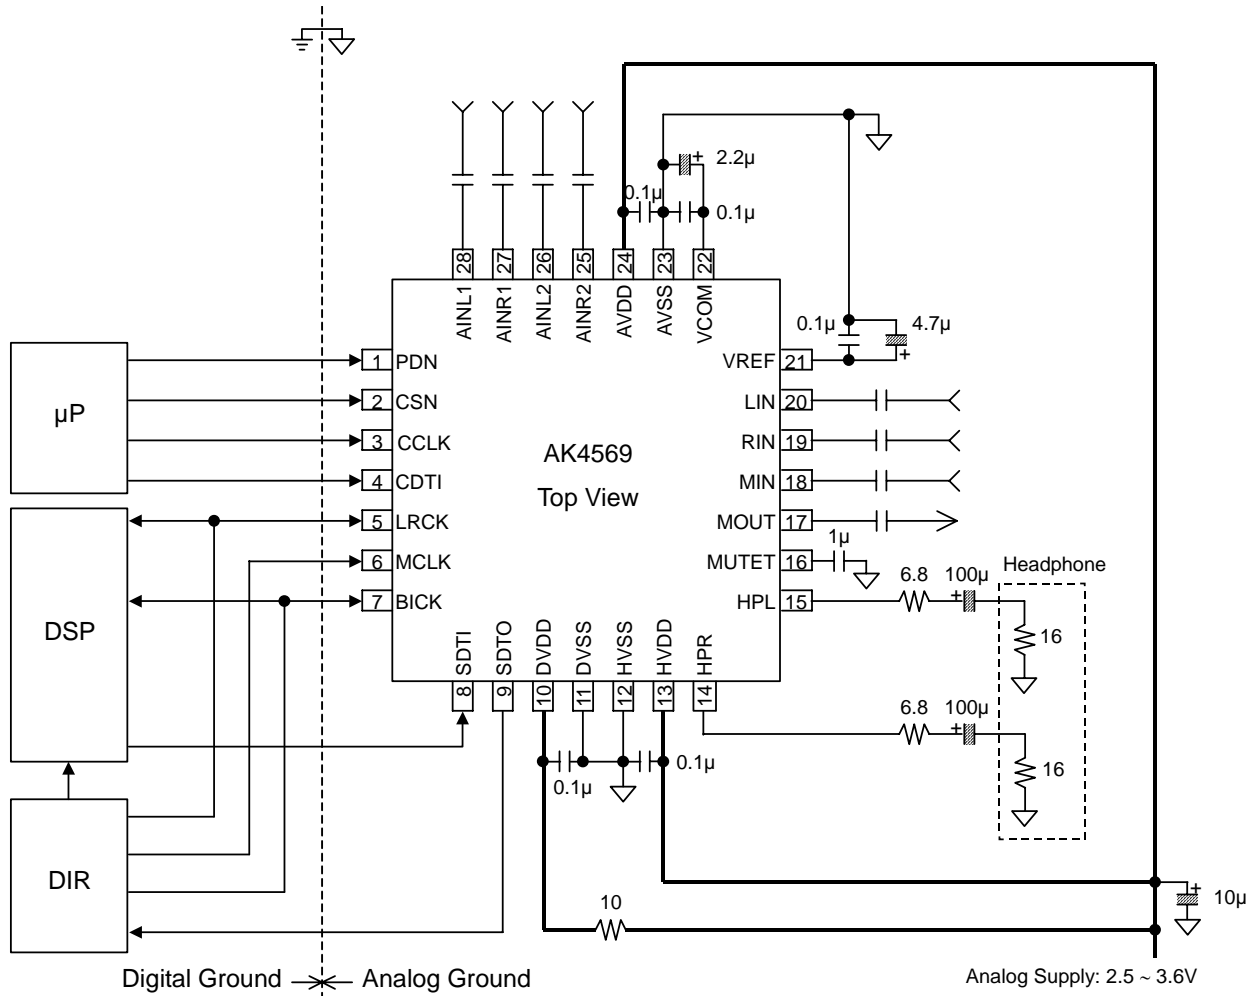 2.2µ
0.1µ
0.1µ
28
27
26
25
24
23
22
AINL1
AINR1
AINL2
AINR2
AVDD
AVSS
VCOM
0.1µ
4.7µ
+
+
µP
1 PDN
2 CSN
3 CCLK
4 CDTI
5 LRCK
6 MCLK
7 BICK
AK4569
Top View
VREF 21
LIN 20
RIN 19
MIN 18
MOUT 17
MUTET 16
HPL 15
1µ
DSP
Headphone
6.8
100µ
+
16
SDTI
SDTO
DVDD
DVSS
HVSS
HVDD
HPR
8
9
10
11
12
13
14
6.8
100µ
+
16
0.1µ
0.1µ
DIR
10
+
10µ
Digital Ground
Analog Ground
Analog Supply: 2.5 ~ 3.6V